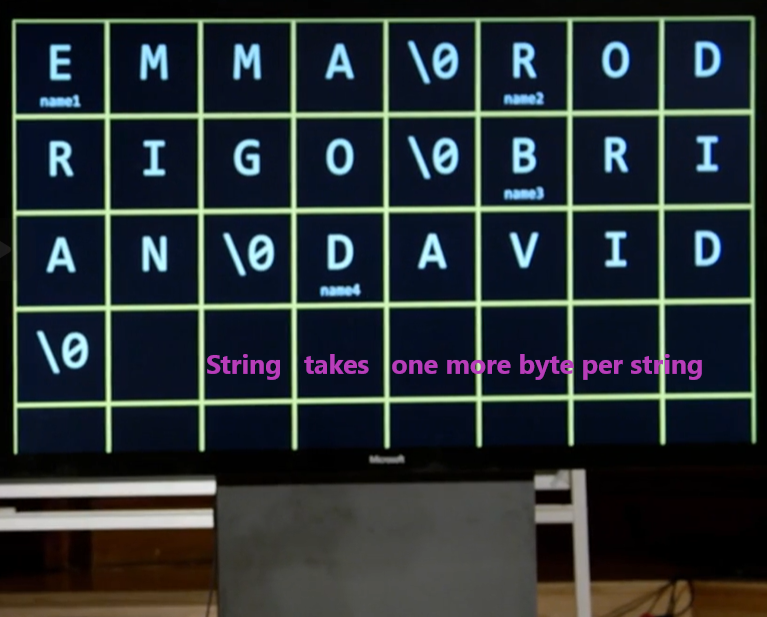 E M M A \0 R O D
name1 name2
R I G O \0 B R I
name3
A N \0 D A V I D
name4
\0
String takes one more byte per string
Microsoft